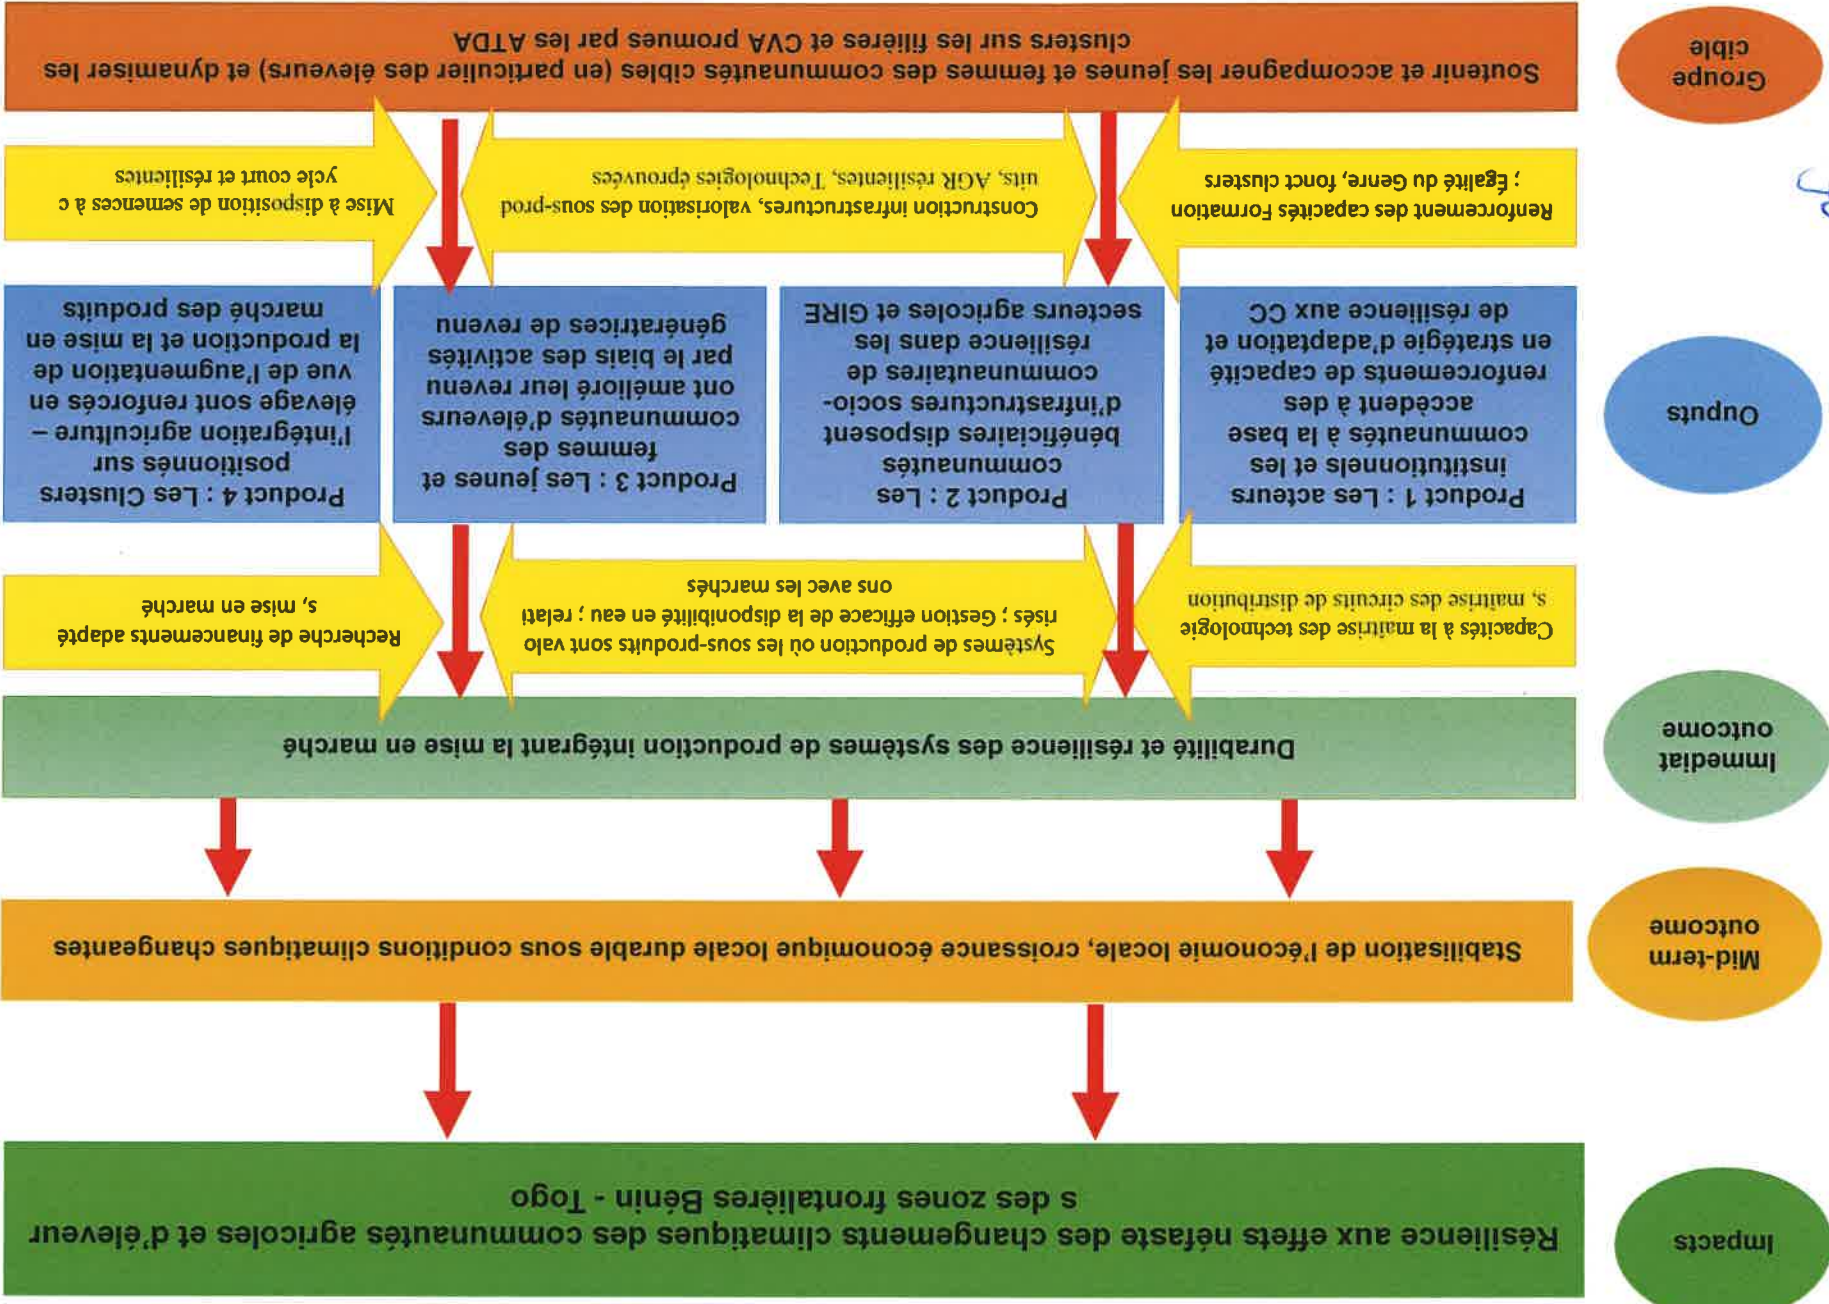 Impacts
Résilience aux effets néfaste des changements climatiques des communautés agricoles et d'éleveur
s des zones frontalières Bénin - Togo
Mid-term
outcome
Stabilisation de l'économie locale, croissance économique locale durable sous conditions climatiques changeantes
Immediat
outcome
Durabilité et résilience des systèmes de production intégrant la mise en marché
Capacités à la maîtrise des technologie
s, maîtrise des circuits de distribution
Systèmes de production où les sous-produits sont valo
risés ; Gestion efficace de la disponibilité en eau ; relati
ons avec les marchés
Recherche de financements adapté
s, mise en marché
Ouputs
Product 1 : Les acteurs
institutionnels et les
communautés à la base
accèdent à des
renforcements de capacité
en stratégie d'adaptation et
de résilience aux CC
Product 2 : Les
communautés
bénéficiaires disposent
d'infrastructures socio-
communautaires de
résilience dans les
secteurs agricoles et GIRE
Product 3 : Les jeunes et
femmes des
communautés d'éleveurs
ont amélioré leur revenu
par le biais des activités
génératrices de revenu
Product 4 : Les Clusters
positionnés sur
l'intégration agriculture –
élevage sont renforcés en
vue de l'augmentation de
la production et la mise en
marché des produits
Renforcement des capacités Formation
; Égalité du Genre, fonct clusters
Construction infrastructures, valorisation des sous-prod
uits, AGR résilientes, Technologies éprouvées
Mise à disposition de semences à c
ycle court et résilientes
Groupe
cible
Soutenir et accompagner les jeunes et femmes des communautés cibles (en particulier des éleveurs) et dynamiser les
clusters sur les filières et CVA promues par les ATDA